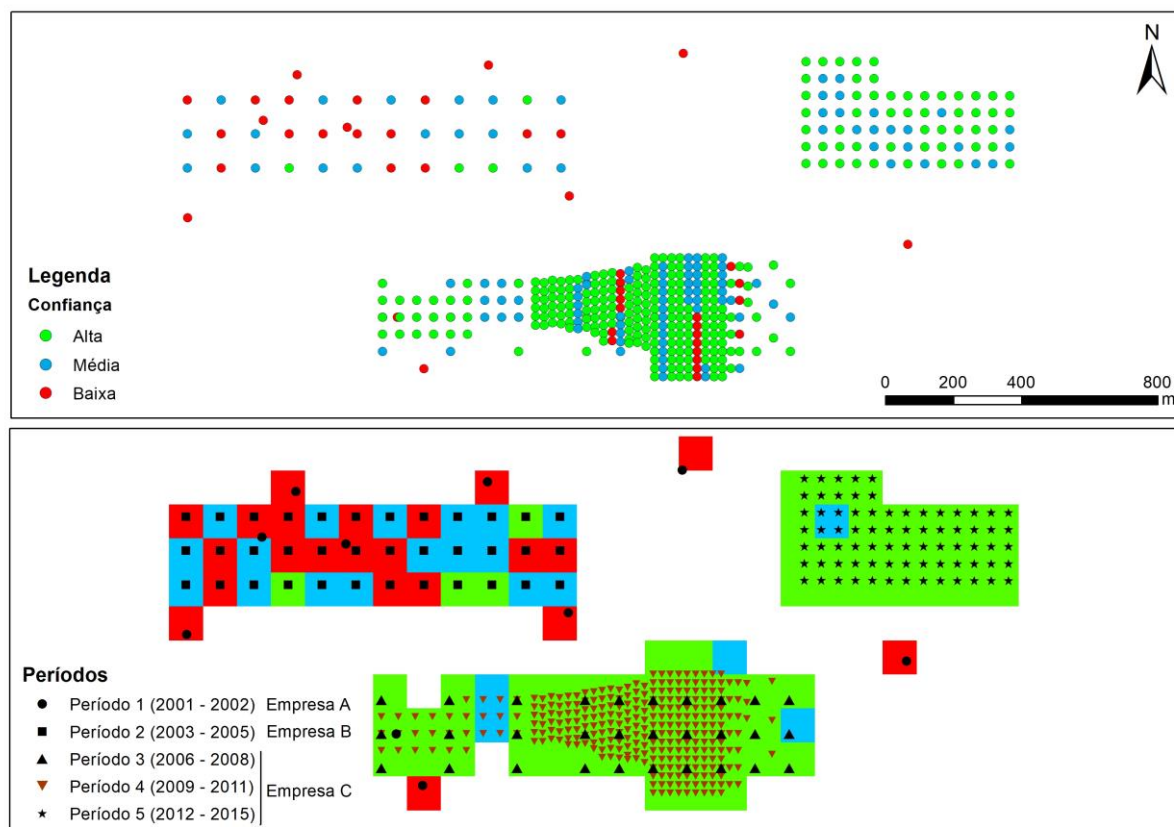 N
Legenda
Confiança
Alta
Média
Baixa
0 200 400 800
m
Períodos
Período 1 (2001 - 2002) Empresa A
Período 2 (2003 - 2005) Empresa B
Período 3 (2006 - 2008)
Período 4 (2009 - 2011) Empresa C
Período 5 (2012 - 2015)